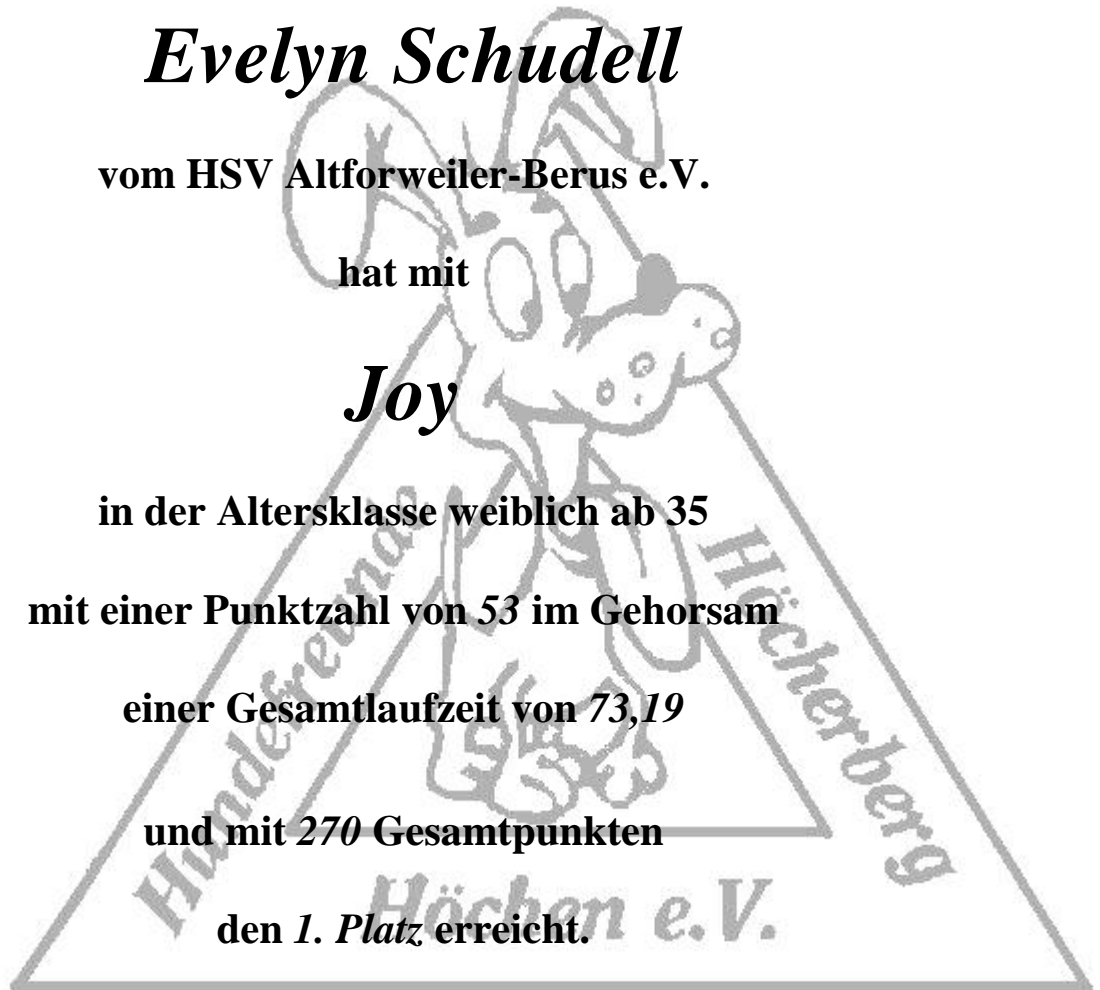 Evelyn Schudell
vom HSV Altforweiler-Berus e.V.
hat mit
Joy
in der Altersklasse weiblich ab 35
mit einer Punktzahl von 53 im Gehorsam
einer Gesamtlaufzeit von 73,19
und mit 270 Gesamtpunkten
den 1. Platz erreicht.
Hundefreunde
Höcherberg
Höchen e.V.